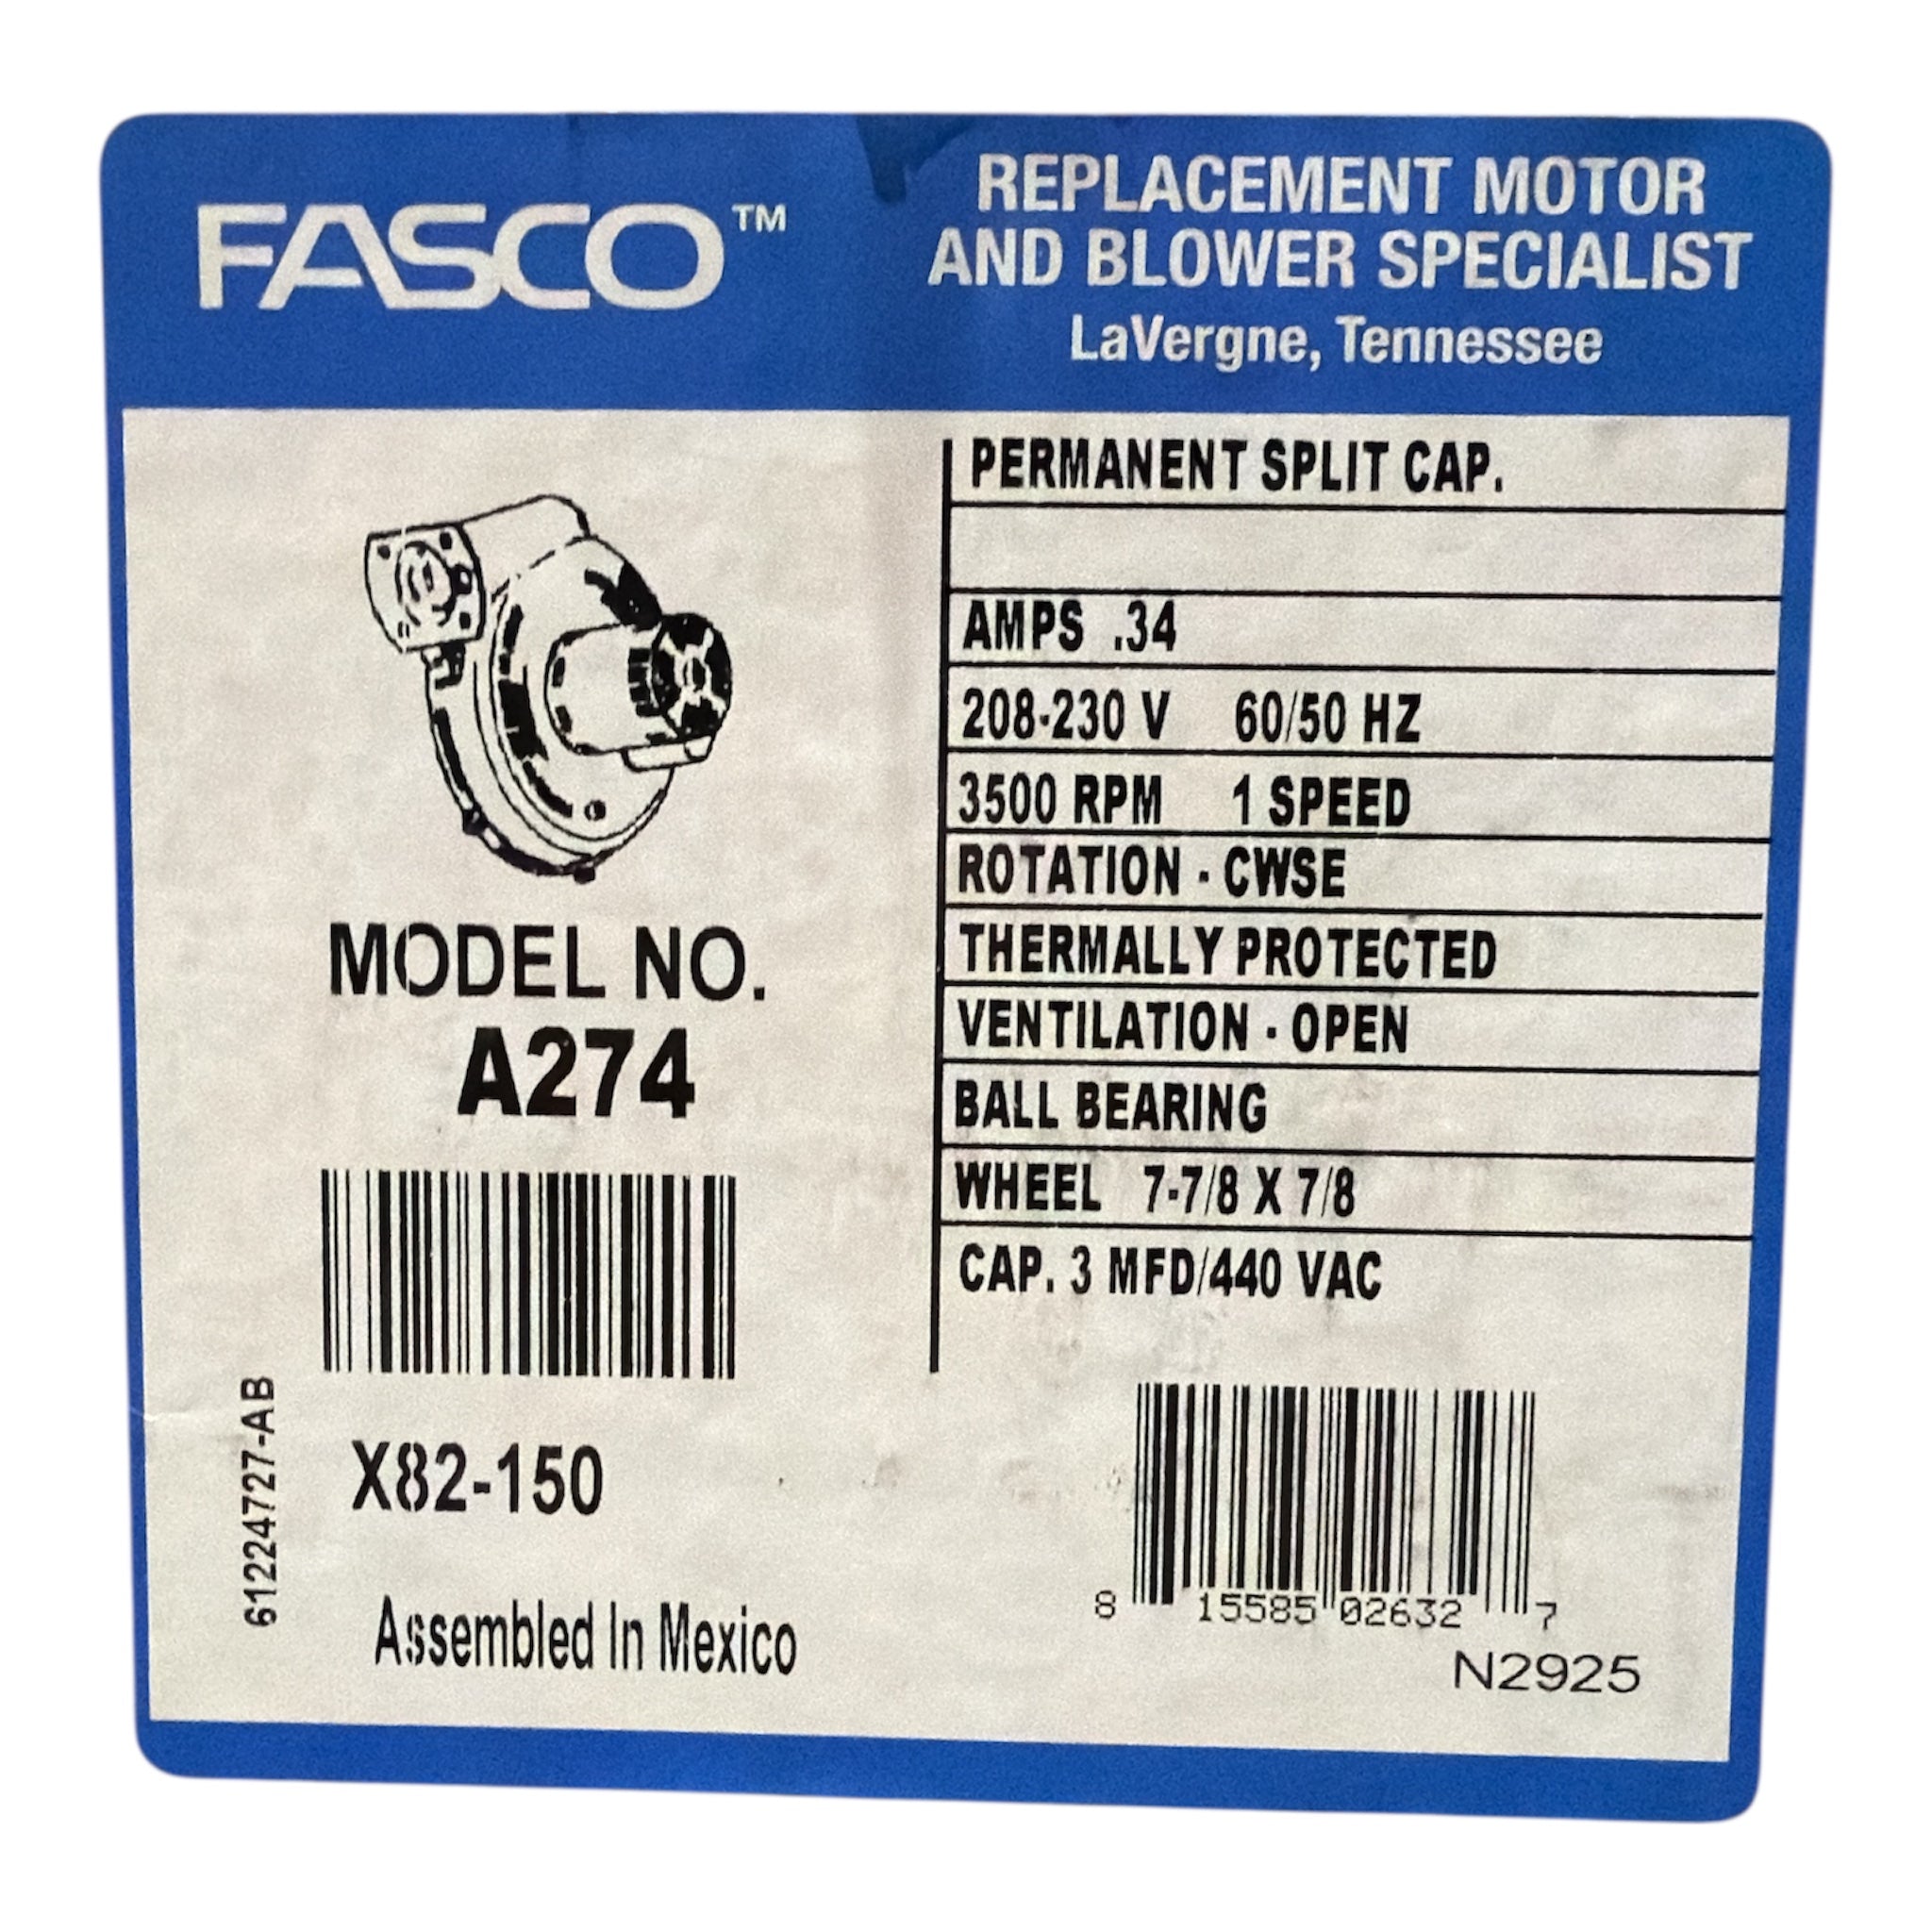 FASCO™
REPLACEMENT MOTOR
AND BLOWER SPECIALIST
LaVergne, Tennessee
MODEL NO.
A274
X82-150
61224727-AB
Assembled In Mexico
PERMANENT SPLIT CAP.
AMPS .34
208-230 V 60/50 HZ
3500 RPM 1 SPEED
ROTATION - CWSE
THERMALLY PROTECTED
VENTILATION - OPEN
BALL BEARING
WHEEL 7-7/8 X 7/8
CAP. 3 MFD/440 VAC
8 15585 02632 7
N2925